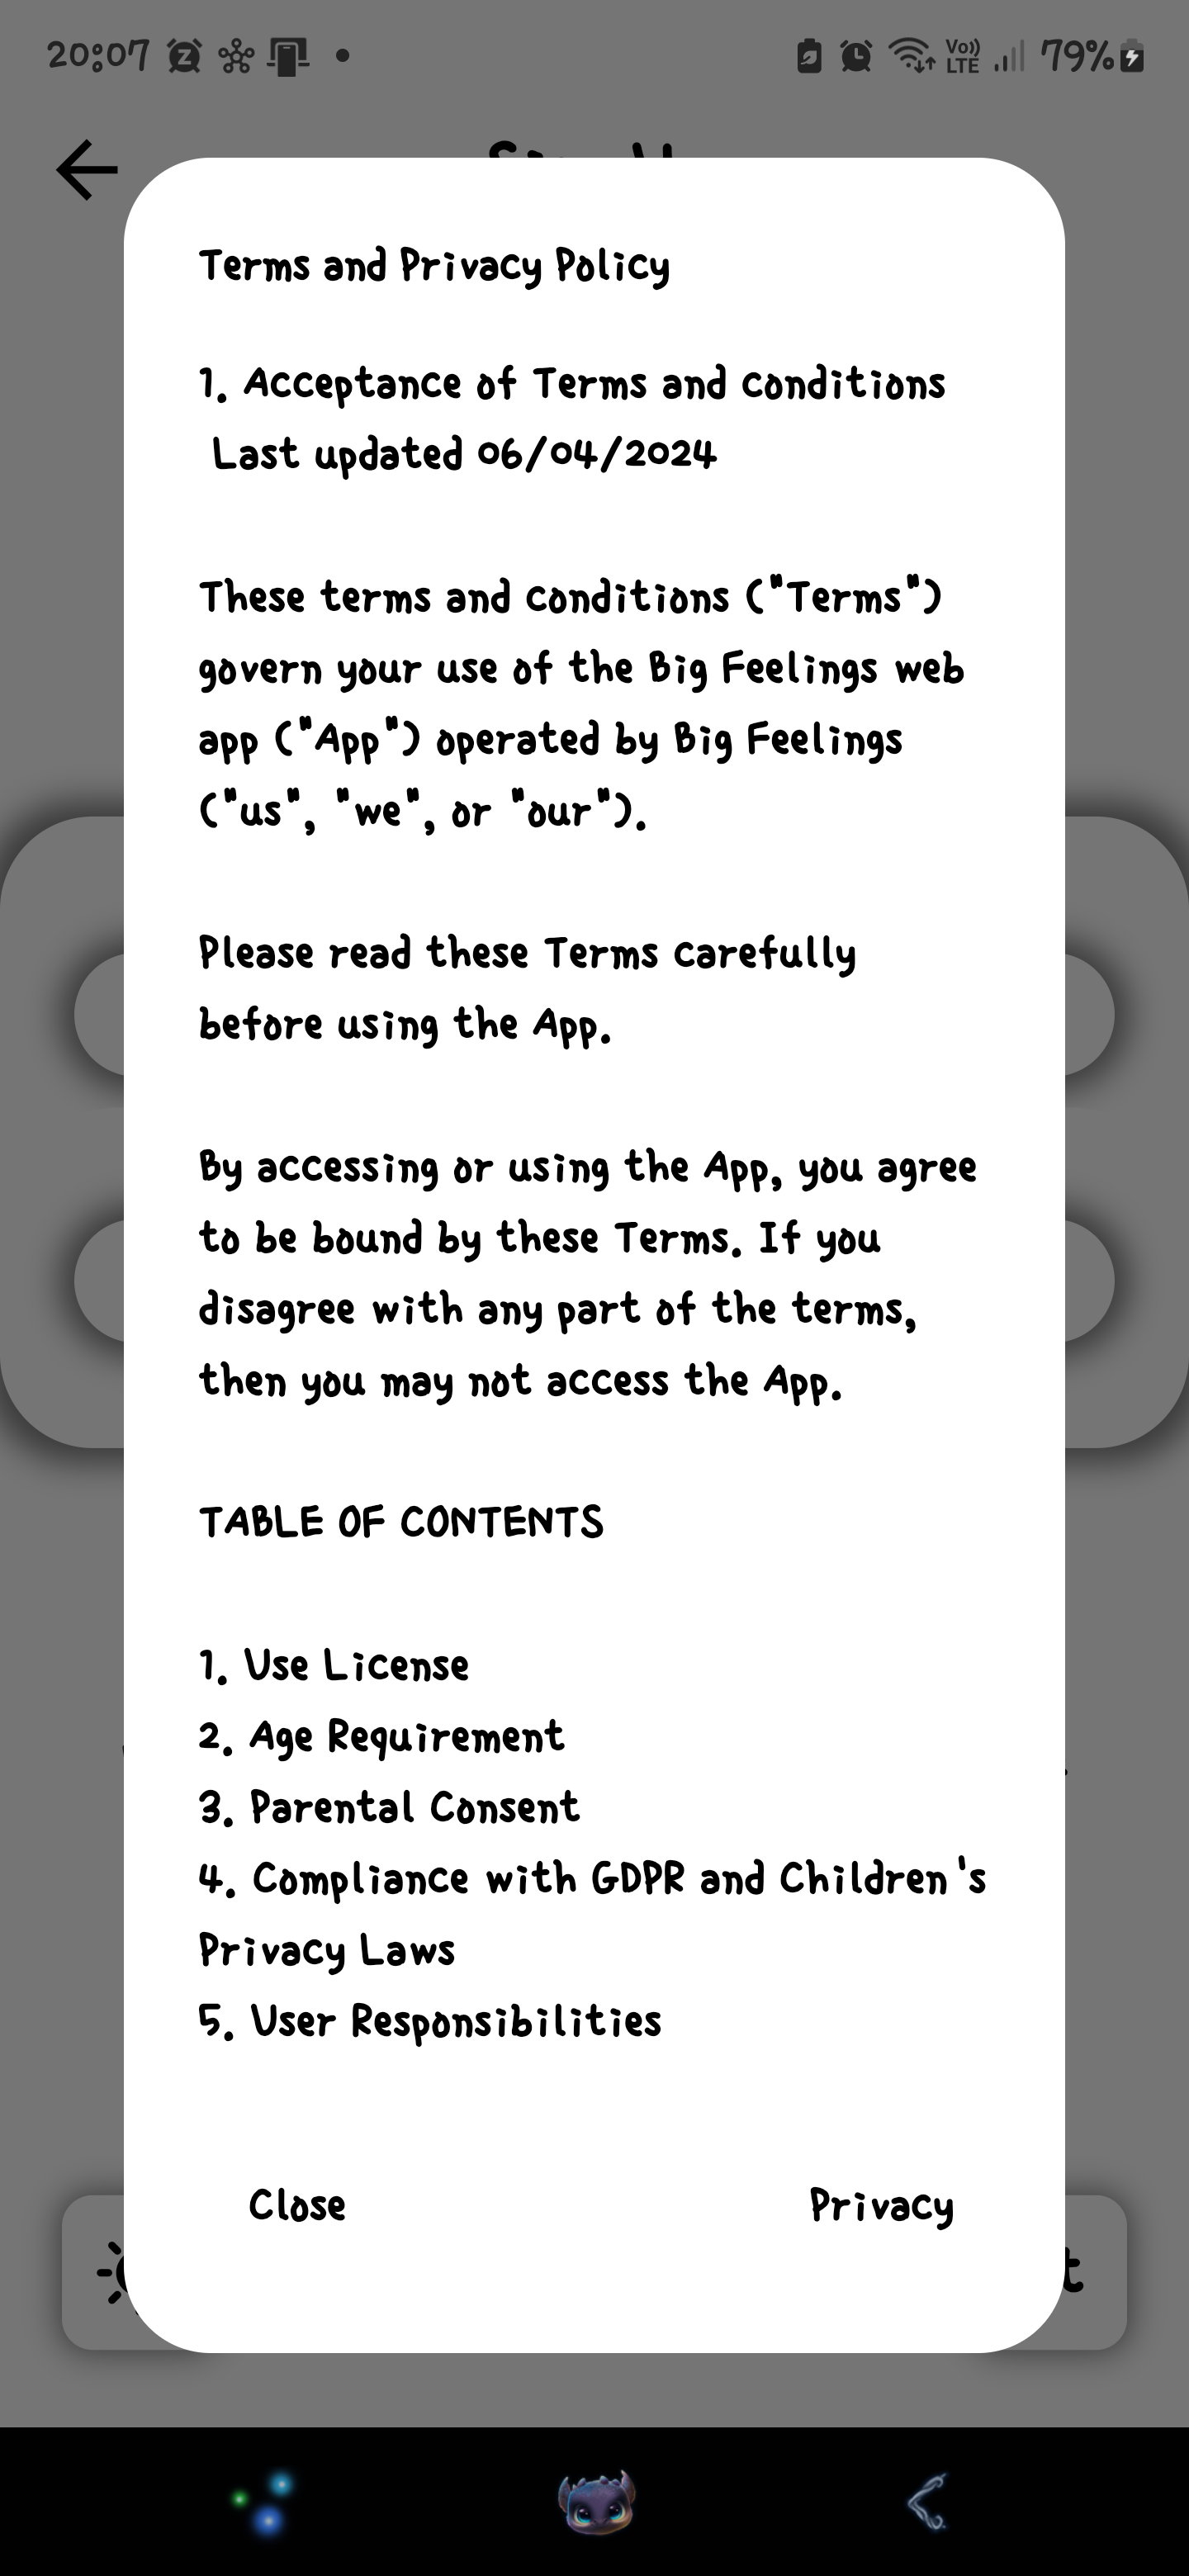 20:07
Vo))
LTE
79%
Terms and Privacy Policy
1. Acceptance of Terms and conditions
Last updated 06/04/2024
These terms and conditions ("Terms")
govern your use of the Big Feelings web
app ("App") operated by Big Feelings
("us", "we", or "our").
Please read these Terms carefully
before using the App.
By accessing or using the App, you agree
to be bound by these Terms. If you
disagree with any part of the terms,
then you may not access the App.
TABLE OF CONTENTS
1. Use License
2. Age Requirement
3. Parental Consent
4. Compliance with GDPR and Children's
Privacy Laws
5. User Responsibilities
Close
Privacy